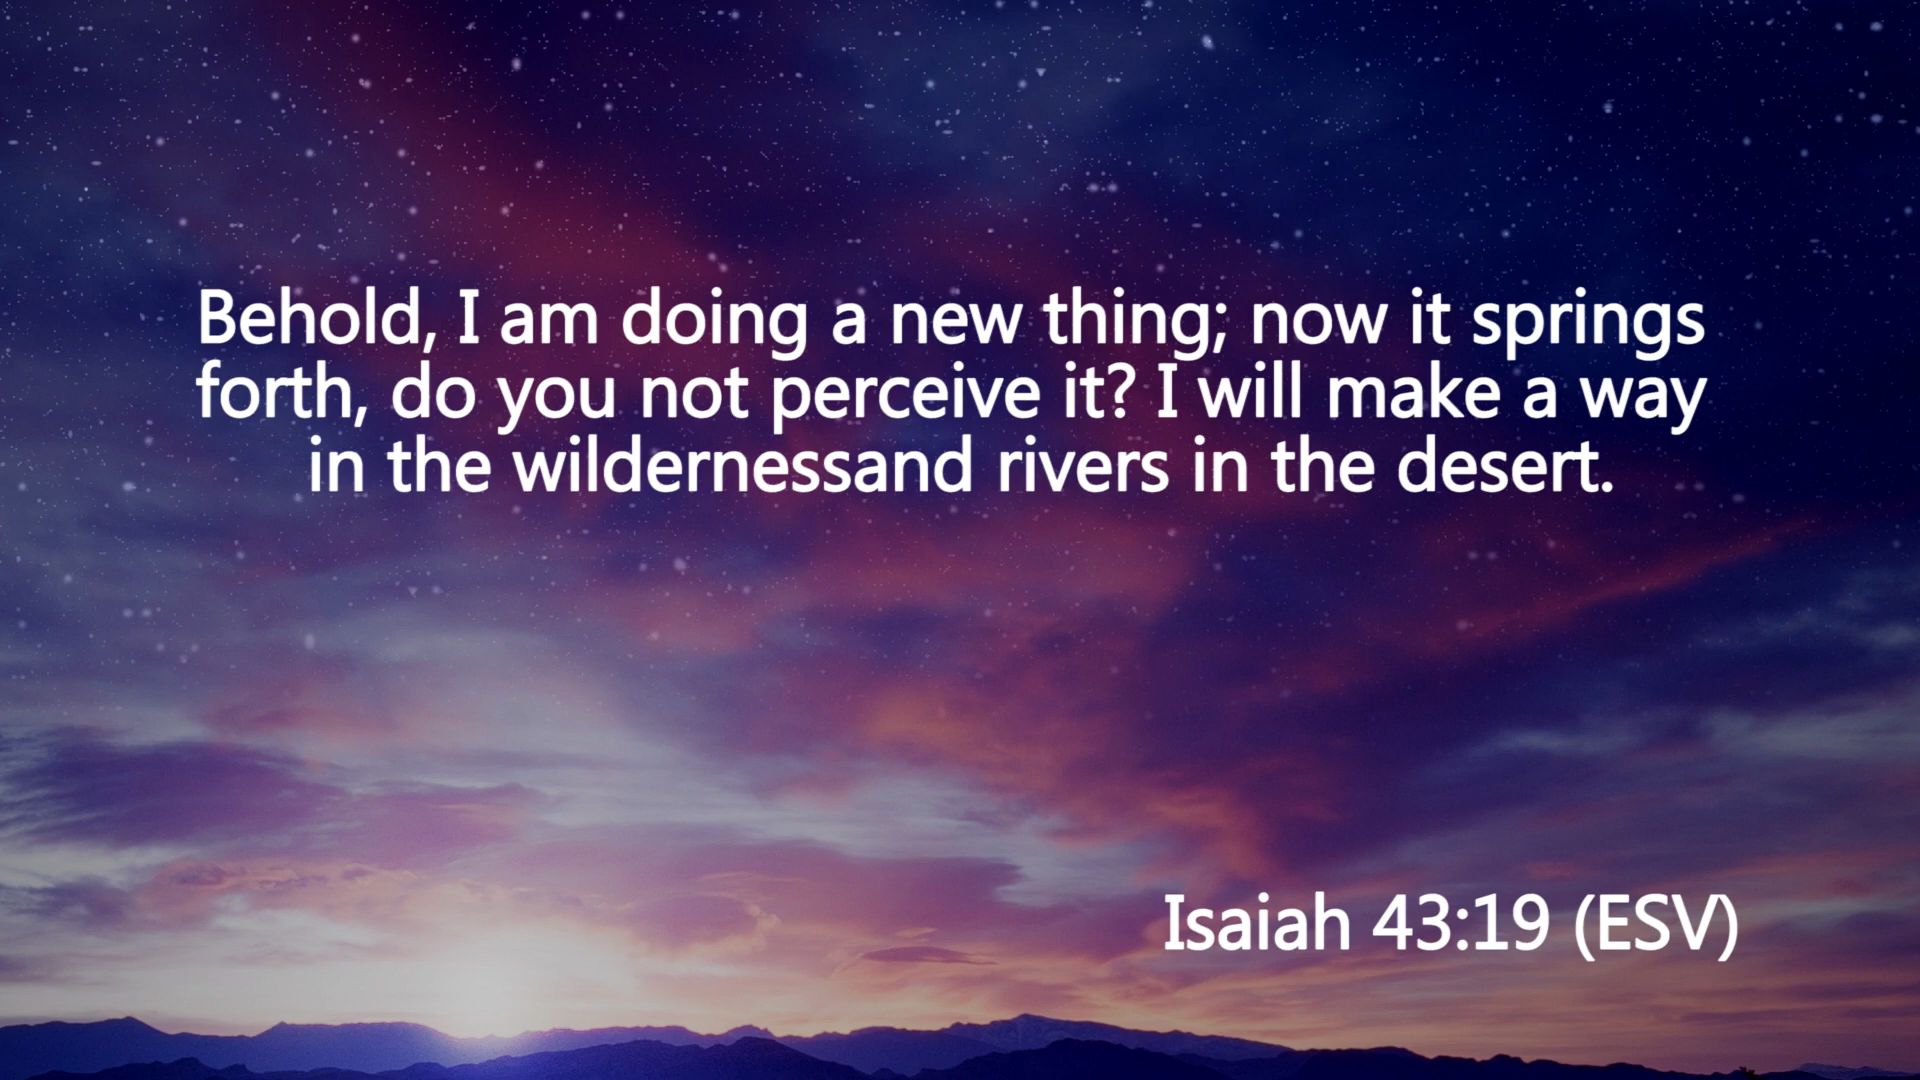 Behold, I am doing a new thing; now it springs
forth, do you not perceive it? I will make a way
in the wildernessand rivers in the desert.
Isaiah 43:19 (ESV)